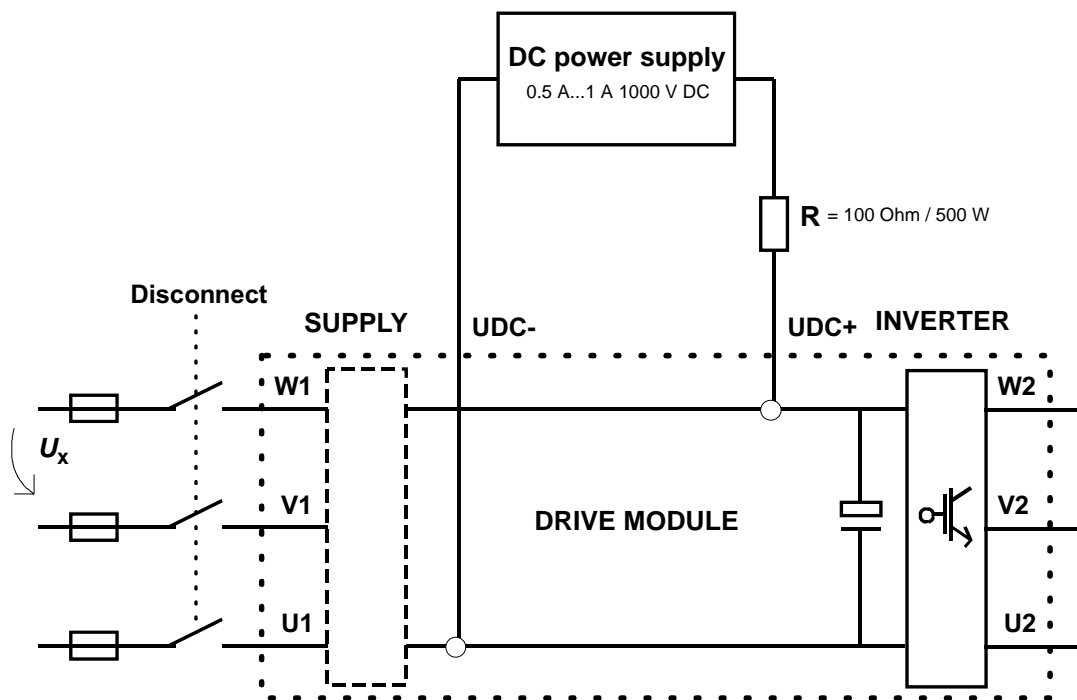 DC power supply
0.5 A...1 A 1000 V DC
R = 100 Ohm / 500 W
Disconnect
SUPPLY
UDC-
UDC+
INVERTER
W1
W2
Ux
V1
DRIVE MODULE
V2
U1
U2